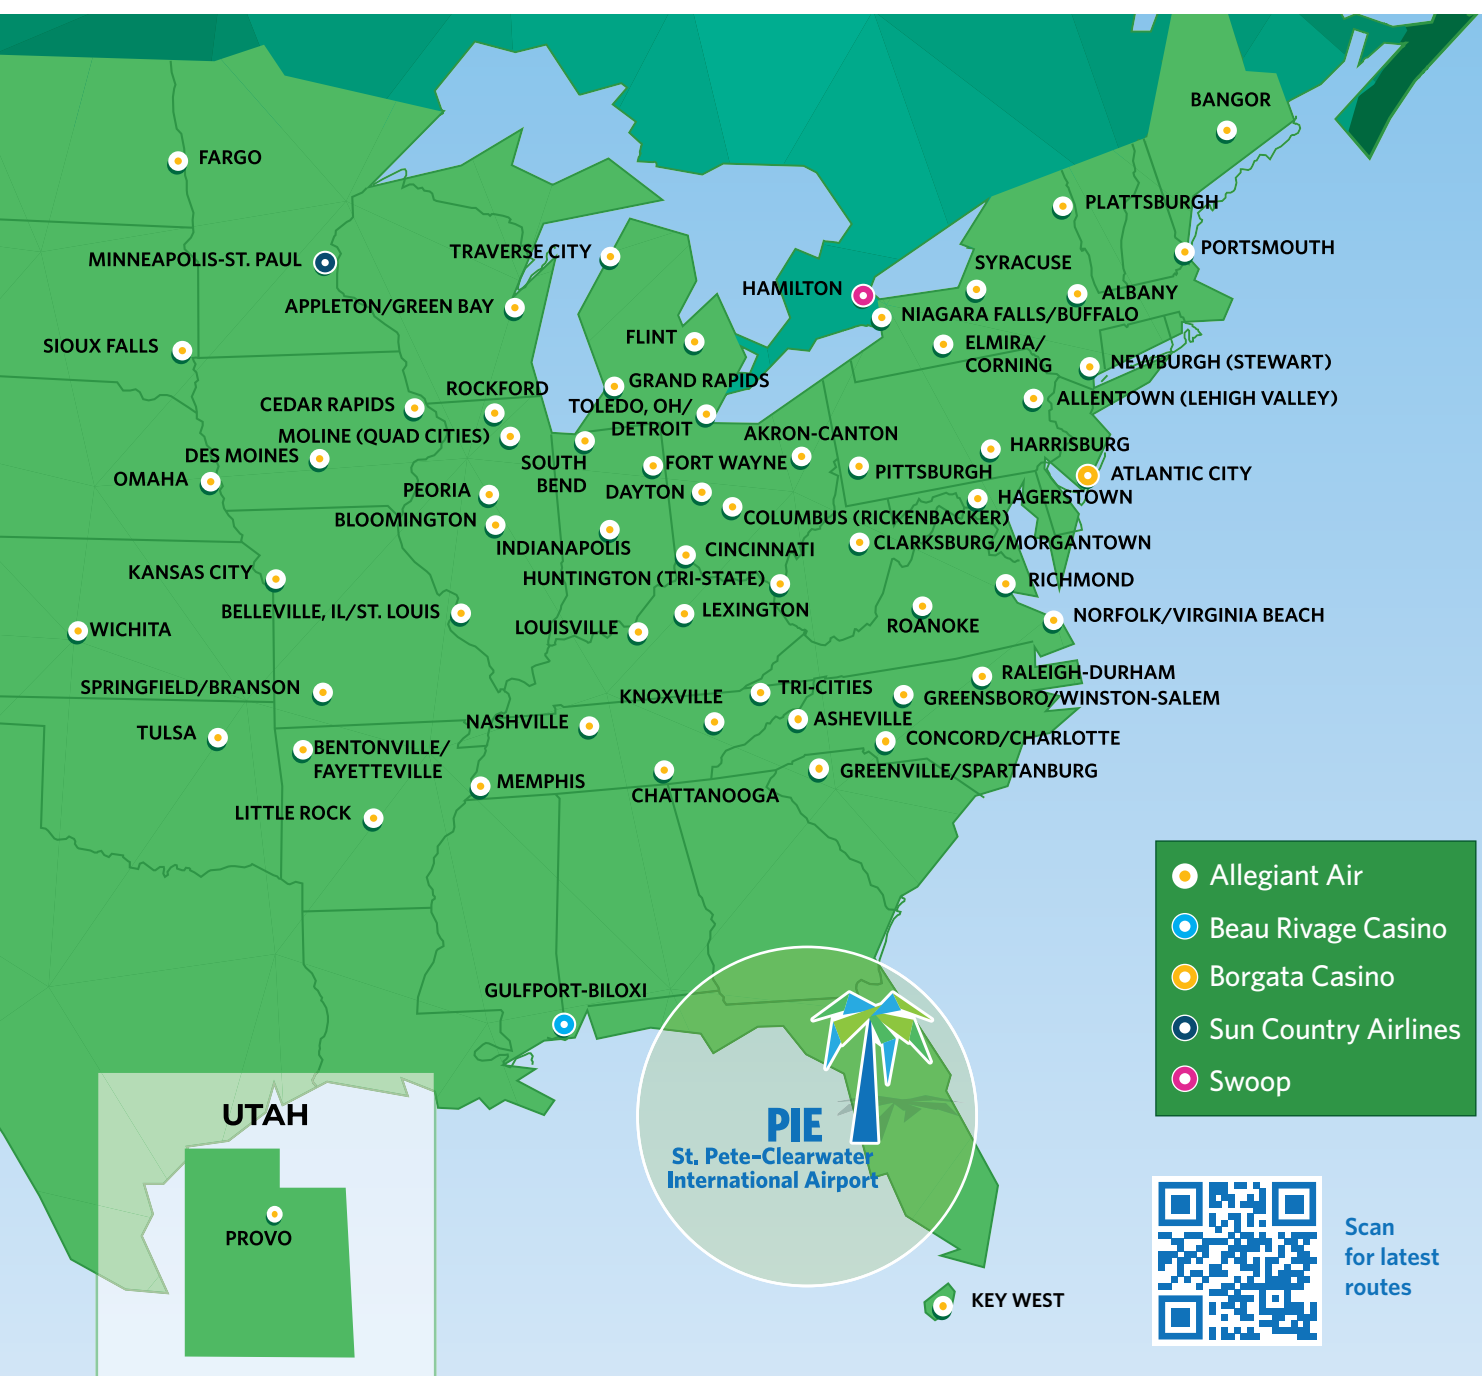 BANGOR
FARGO
PLATTSBURGH
PORTSMOUTH
TRAVERSE CITY
MINNEAPOLIS-ST. PAUL
SYRACUSE
HAMILTON
ALBANY
APPLETON/GREEN BAY
NIAGARA FALLS/BUFFALO
FLINT
ELMIRA/
CORNING
SIOUX FALLS
NEWBURGH (STEWART)
GRAND RAPIDS
ROCKFORD
ALLENTOWN (LEHIGH VALLEY)
CEDAR RAPIDS
TOLEDO, OH/
DETROIT
AKRON-CANTON
MOLINE (QUAD CITIES)
HARRISBURG
DES MOINES
SOUTH
BEND
FORT WAYNE
PITTSBURGH
ATLANTIC CITY
OMAHA
PEORIA
DAYTON
HAGERSTOWN
COLUMBUS (RICKENBACKER)
BLOOMINGTON
INDIANAPOLIS
CINCINNATI
CLARKSBURG/MORGANTOWN
KANSAS CITY
HUNTINGTON (TRI-STATE)
RICHMOND
BELLEVILLE, IL/ST. LOUIS
LEXINGTON
NORFOLK/VIRGINIA BEACH
WICHITA
LOUISVILLE
ROANOKE
RALEIGH-DURHAM
SPRINGFIELD/BRANSON
KNOXVILLE
TRI-CITIES
GREENSBORO/WINSTON-SALEM
NASHVILLE
ASHEVILLE
TULSA
CONCORD/CHARLOTTE
BENTONVILLE/
FAYETTEVILLE
GREENVILLE/SPARTANBURG
MEMPHIS
CHATTANOOGA
LITTLE ROCK
Allegiant Air
Beau Rivage Casino
Borgata Casino
Sun Country Airlines
Swoop
GULFPORT-BILOXI
PIE
St. Pete-Clearwater
International Airport
UTAH
PROVO
KEY WEST
Scan
for latest
routes